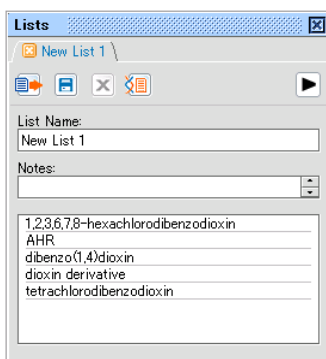 Lists
New List 1
List Name:
New List 1
Notes:
1,2,3,6,7,8-hexachlorodibenzodioxin
AHR
dibenzo(1,4)dioxin
dioxin derivative
tetrachlorodibenzodioxin